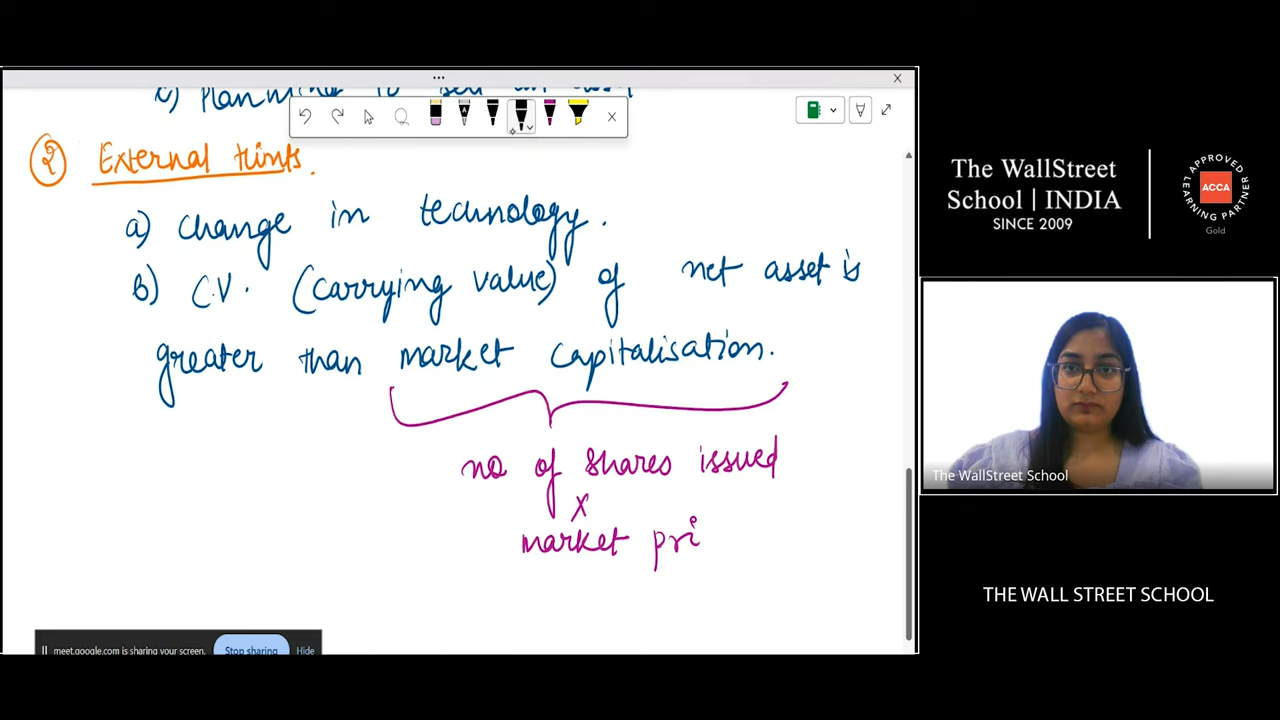 c) Planning to sell an asset
② External hints.
a) Change in technology.
b) C.V. (carrying value) of net asset is
greater than market capitalisation.
no of shares issued
X
market pri
meet.google.com is sharing your screen.
Stop sharing
Hide
The WallStreet
School | INDIA
SINCE 2009
APPROVED
LEARNING PARTNER
ACCA
Gold
The WallStreet School
THE WALL STREET SCHOOL